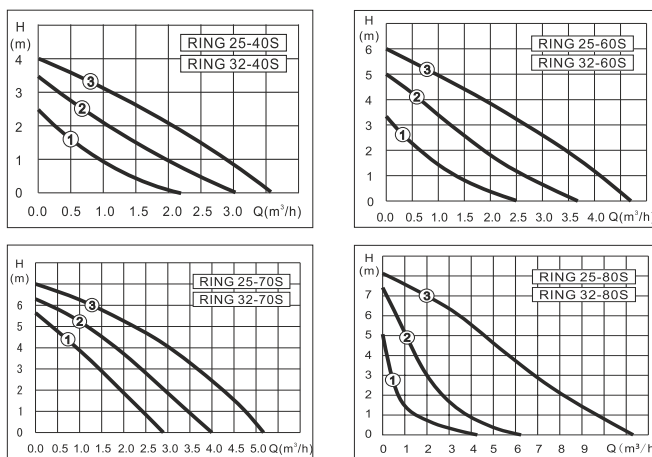 H
(m)
RING 25-40S
RING 32-40S
4
3
2
1
0
3
2
1
0.0 0.5 1.0 1.5 2.0 2.5 3.0 Q(m³/h)
H
(m)
RING 25-60S
RING 32-60S
6
5
4
3
2
1
0
3
2
1
0.0 0.5 1.0 1.5 2.0 2.5 3.0 3.5 4.0 Q(m³/h)
H
(m)
RING 25-70S
RING 32-70S
6
5
4
3
2
1
0
3
2
1
0.0 0.5 1.0 1.5 2.0 2.5 3.0 3.5 4.0 4.5 5.0 Q(m³/h)
H
(m)
RING 25-80S
RING 32-80S
7
6
5
4
3
2
1
0
3
2
1
0 1 2 3 4 5 6 7 8 9 Q(m³/h